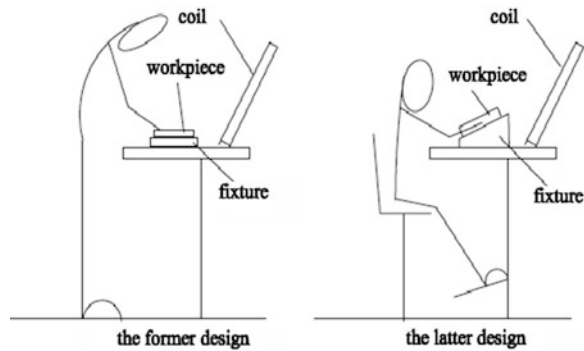 coil
workpiece
fixture
the former design
coil
workpiece
fixture
the latter design